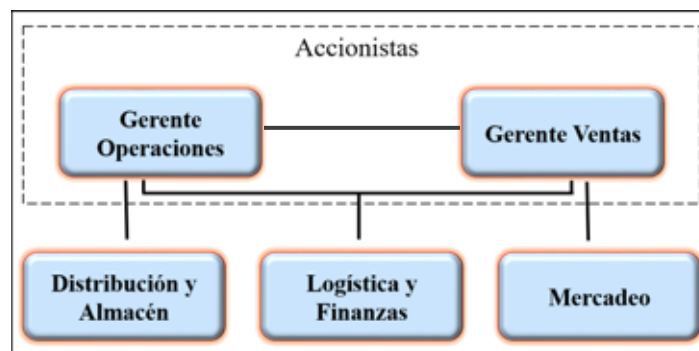 Accionistas
Gerente
Operaciones
Gerente Ventas
Distribución y
Almacén
Logística y
Finanzas
Mercadeo